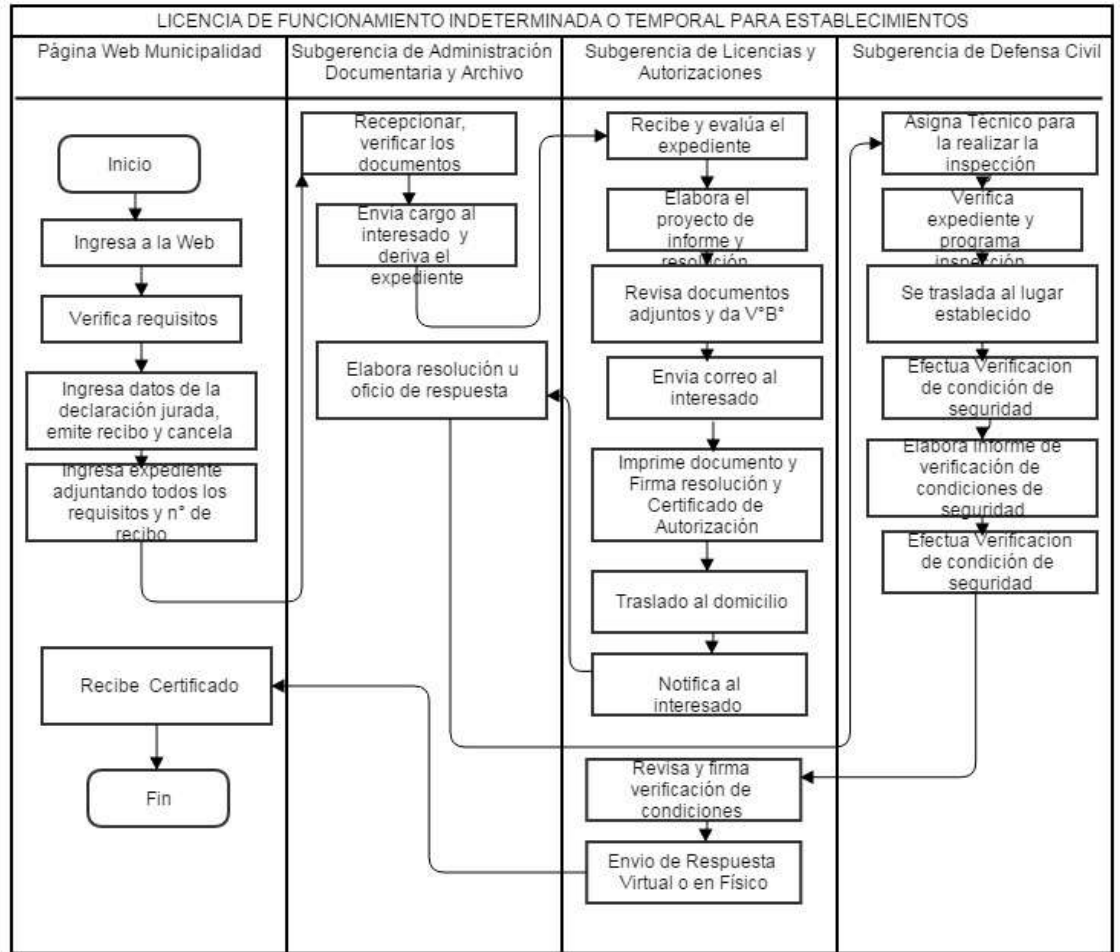 LICENCIA DE FUNCIONAMIENTO INDETERMINADA O TEMPORAL PARA ESTABLECIMIENTOS
Página Web Municipalidad
Subgerencia de Administración
Documentaria y Archivo
Subgerencia de Licencias y
Autorizaciones
Subgerencia de Defensa Civil
Inicio
Ingresa a la Web
Verifica requisitos
Ingresa datos de la
declaración jurada,
emite recibo y cancela
Ingresa expediente
adjuntando todos los
requisitos y n° de
recibo
Recibe Certificado
Fin
Recepcionar,
verificar los
documentos
Envía cargo al
interesado y
deriva el
expediente
Elabora resolución u
oficio de respuesta
Recibe y evalúa el
expediente
Elabora el
proyecto de
informe y
resolución
Revisa documentos
adjuntos y da V°B°
Envia correo al
interesado
Imprime documento y
Firma resolución y
Certificado de
Autorización
Traslado al domicilio
Notifica al
interesado
Revisa y firma
verificación de
condiciones
Envio de Respuesta
Virtual o en Físico
Asigna Técnico para
la realizar la
inspección
Verifica
expediente y
programa
inspección
Se traslada al lugar
establecido
Efectua Verificacion
de condición de
seguridad
Elabora informe de
verificación de
condiciones de
seguridad
Efectua Verificacion
de condición de
seguridad